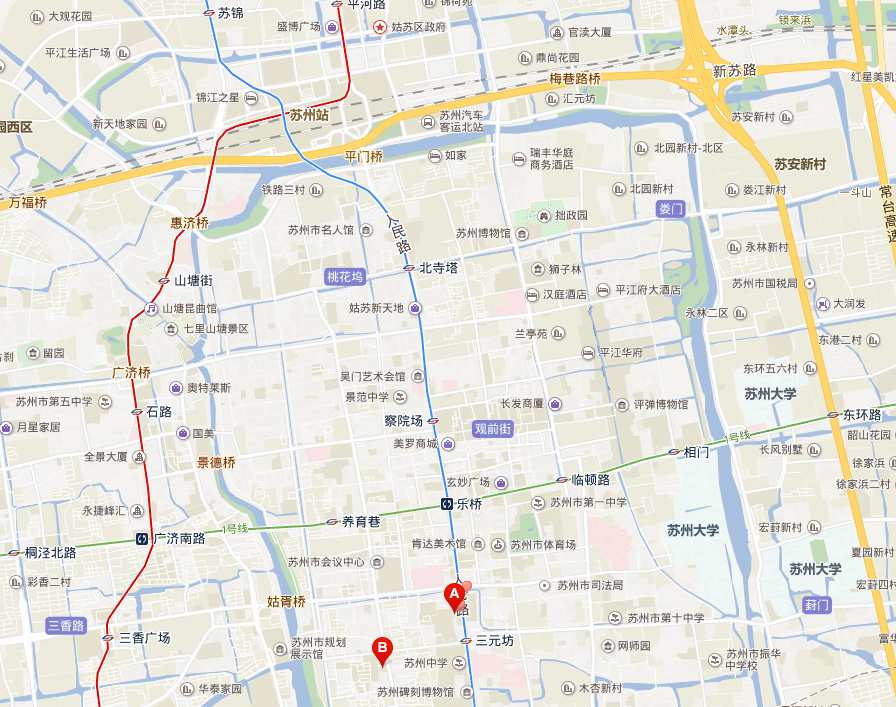 苏锦
平河路
锦荷苑
大观花园
盛博广场
姑苏区政府
官渎大厦
水潭头
锁来浜
平江生活广场
鼎尚花园
新苏路
梅巷路桥
红星美凯
锦江之星
汇元坊
苏州站
苏州汽车
客运北站
苏安新村
园西区
新天地家园
平门桥
如家
瑞丰华庭
商务酒店
北园新村-北区
苏安新村
铁路三村
北园新村
娄江新村
一斗山
常台高速
万福桥
惠济桥
拙政园
娄门
人民路
苏州市名人馆
苏州博物馆
永林新村
北寺塔
狮子林
山塘街
桃花坞
苏州市国税局
汉庭酒店
平江府大酒店
大润发
山塘昆曲馆
姑苏新天地
永林二区
七里山塘景区
兰亭苑
东港二村
留园
平江华府
广济桥
吴门艺术会馆
东环五六村
奥特莱斯
苏州大学
景范中学
苏州市第五中学
石路
长发商厦
评弹博物馆
察院场
东环路
月星家居
国美
观前街
1号线
韶山花园
美罗商城
相门
长风别墅
全景大厦
景德桥
徐家浜
玄妙广场
临顿路
徐家浜二村
永捷峰汇
乐桥
苏州市第一中学
养育巷
1号线
苏州大学
宏葑新村
广济南路
肯达美术馆
苏州市体育场
桐泾北路
夏园新村
苏州市会议中心
苏州大学
彩香二村
苏州市司法局
宏葑四村
A
人民路
姑胥桥
葑门
苏州市第十中学
三香路
三香广场
三元坊
苏州市规划
展示馆
B
网师园
苏州市振华
中学校
苏州中学
华泰家园
苏州碑刻博物馆
木杏新村